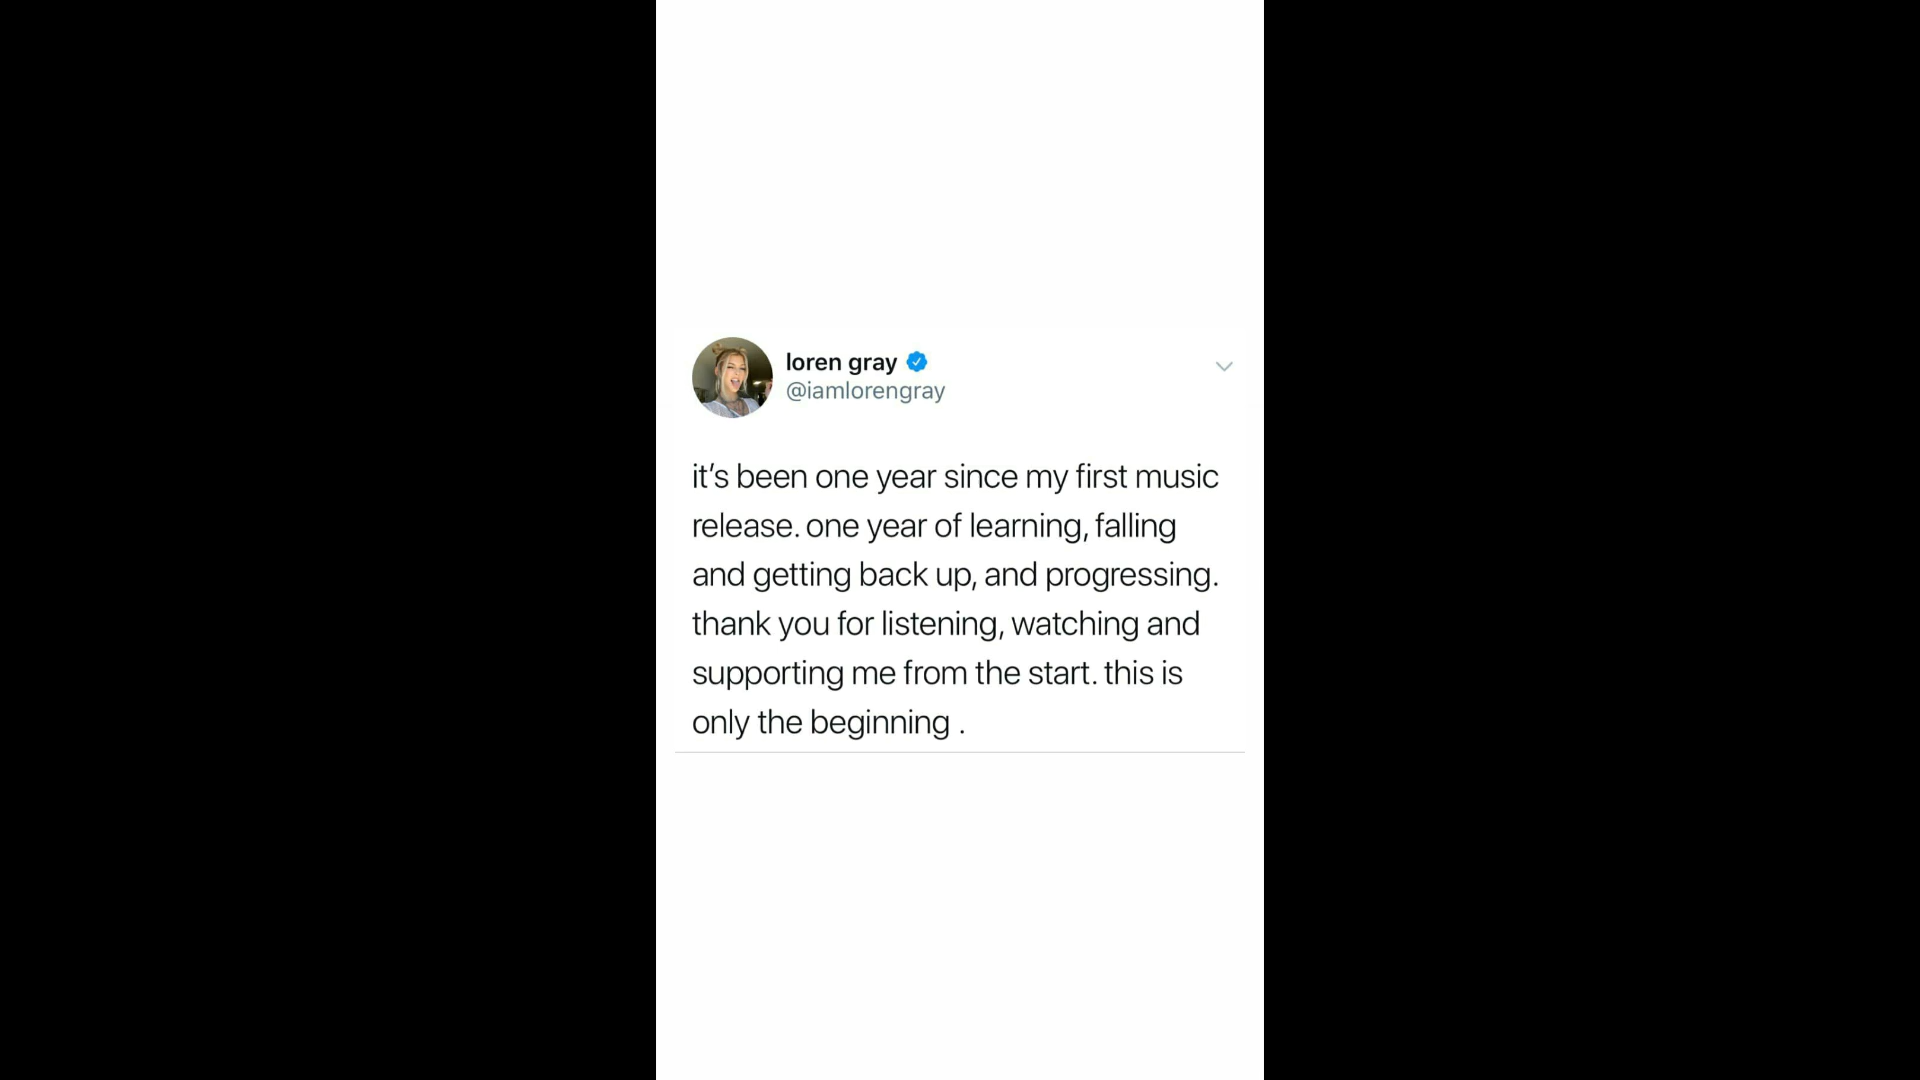 loren gray
@iamlorengray
it's been one year since my first music
release. one year of learning, falling
and getting back up, and progressing.
thank you for listening, watching and
supporting me from the start. this is
only the beginning .